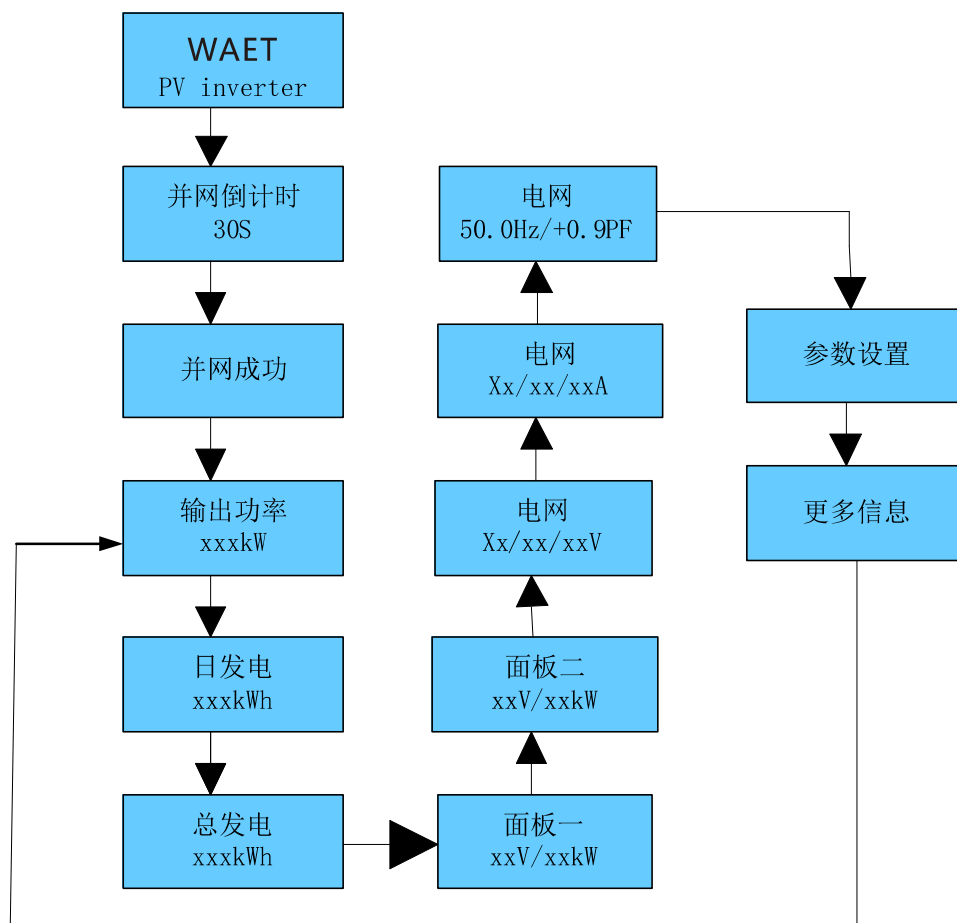 WAET
PV inverter
并网倒计时
30S
并网成功
输出功率
xxxkW
日发电
xxxkWh
总发电
xxxkWh
面板一
xxV/xxkW
面板二
xxV/xxkW
电网
Xx/xx/xxV
电网
Xx/xx/xxA
电网
50.0Hz/+0.9PF
参数设置
更多信息